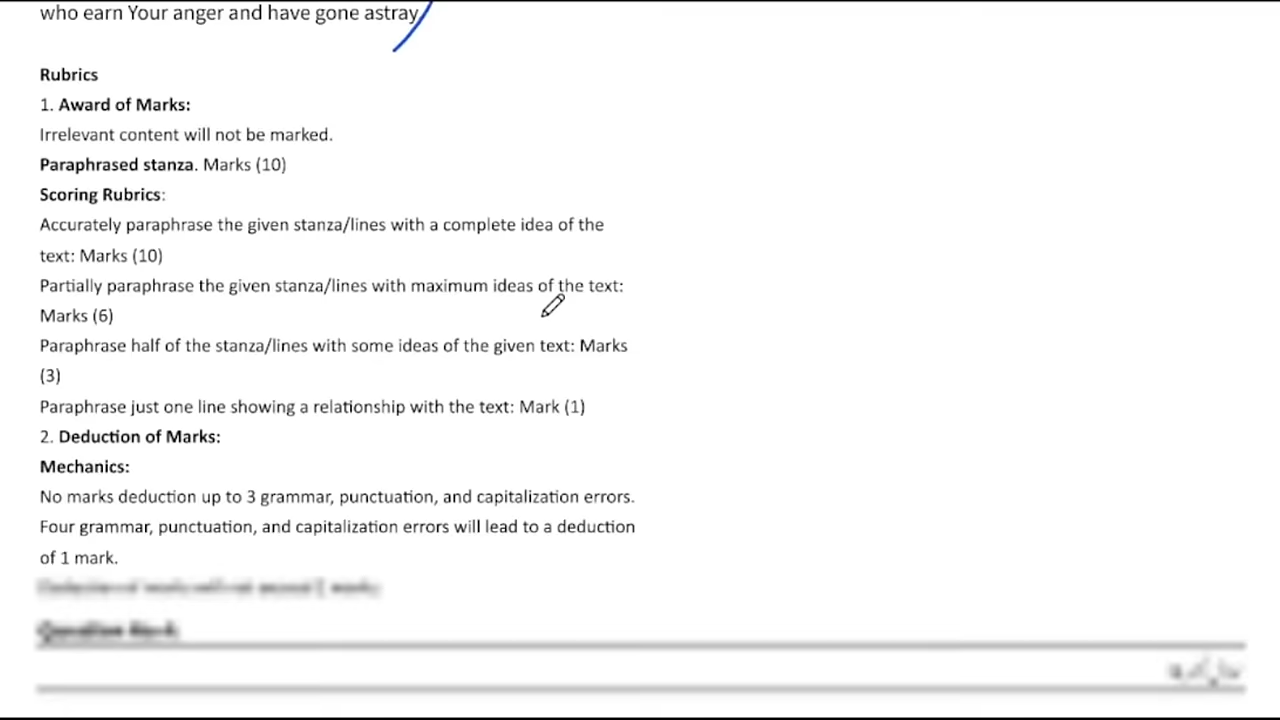 who earn Your anger and have gone astray
Rubrics
1. Award of Marks:
Irrelevant content will not be marked.
Paraphrased stanza. Marks (10)
Scoring Rubrics:
Accurately paraphrase the given stanza/lines with a complete idea of the
text: Marks (10)
Partially paraphrase the given stanza/lines with maximum ideas of the text:
Marks (6)
Paraphrase half of the stanza/lines with some ideas of the given text: Marks
(3)
Paraphrase just one line showing a relationship with the text: Mark (1)
2. Deduction of Marks:
Mechanics:
No marks deduction up to 3 grammar, punctuation, and capitalization errors.
Four grammar, punctuation, and capitalization errors will lead to a deduction
of 1 mark.